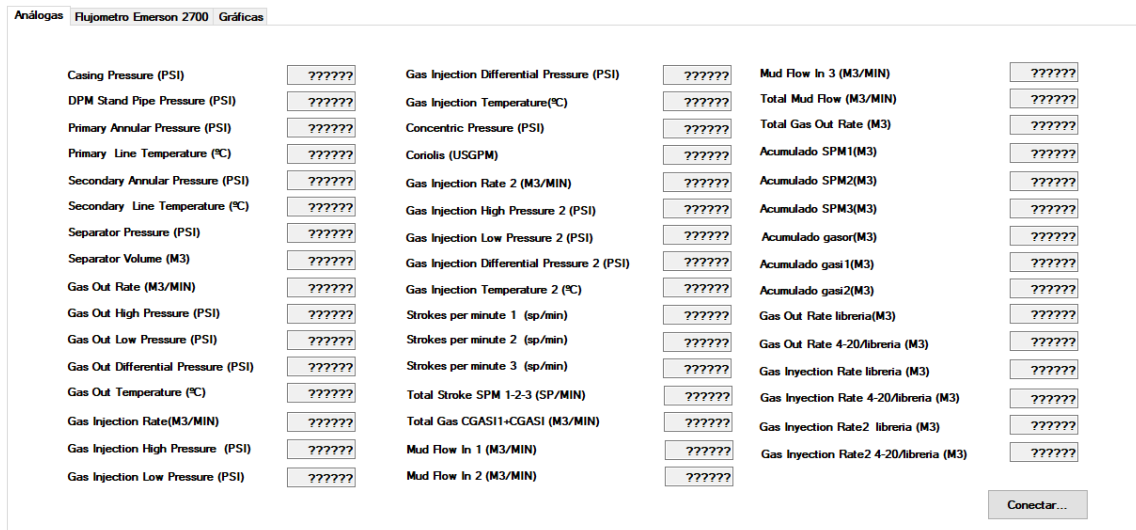 Análogas Flujometro Emerson 2700 Gráficas
Casing Pressure (PSI) ??????
DPM Stand Pipe Pressure (PSI) ??????
Primary Annular Pressure (PSI) ??????
Primary Line Temperature (ºC) ??????
Secondary Annular Pressure (PSI) ??????
Secondary Line Temperature (ºC) ??????
Separator Pressure (PSI) ??????
Separator Volume (M3) ??????
Gas Out Rate (M3/MIN) ??????
Gas Out High Pressure (PSI) ??????
Gas Out Low Pressure (PSI) ??????
Gas Out Differential Pressure (PSI) ??????
Gas Out Temperature (ºC) ??????
Gas Injection Rate(M3/MIN) ??????
Gas Injection High Pressure (PSI) ??????
Gas Injection Low Pressure (PSI) ??????
Gas Injection Differential Pressure (PSI) ??????
Gas Injection Temperature(ºC) ??????
Concentric Pressure (PSI) ??????
Coriolis (USGPM) ??????
Gas Injection Rate 2 (M3/MIN) ??????
Gas Injection High Pressure 2 (PSI) ??????
Gas Injection Low Pressure 2 (PSI) ??????
Gas Injection Differential Pressure 2 (PSI) ??????
Gas Injection Temperature 2 (ºC) ??????
Strokes per minute 1 (sp/min) ??????
Strokes per minute 2 (sp/min) ??????
Strokes per minute 3 (sp/min) ??????
Total Stroke SPM 1-2-3 (SP/MIN) ??????
Total Gas CGASI1+CGASI (M3/MIN) ??????
Mud Flow In 1 (M3/MIN) ??????
Mud Flow In 2 (M3/MIN) ??????
Mud Flow In 3 (M3/MIN) ??????
Total Mud Flow (M3/MIN) ??????
Total Gas Out Rate (M3) ??????
Acumulado SPM1(M3) ??????
Acumulado SPM2(M3) ??????
Acumulado SPM3(M3) ??????
Acumulado gasor(M3) ??????
Acumulado gasi1(M3) ??????
Acumulado gasi2(M3) ??????
Gas Out Rate libreria(M3) ??????
Gas Out Rate 4-20/libreria (M3) ??????
Gas Inyection Rate libreria (M3) ??????
Gas Inyection Rate 4-20/libreria (M3) ??????
Gas Inyection Rate2 libreria (M3) ??????
Gas Inyection Rate2 4-20/libreria (M3) ??????
Conectar...